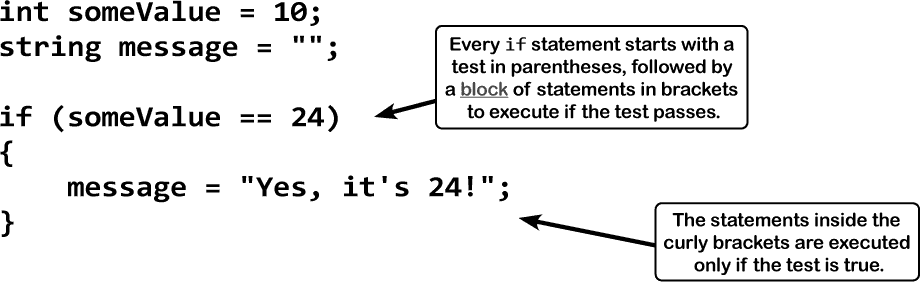 int someValue = 10;
string message = "";
Every if statement starts with a
test in parentheses, followed by
a block of statements in brackets
to execute if the test passes.
if (someValue == 24)
{
    message = "Yes, it's 24!";
}
The statements inside the
curly brackets are executed
only if the test is true.